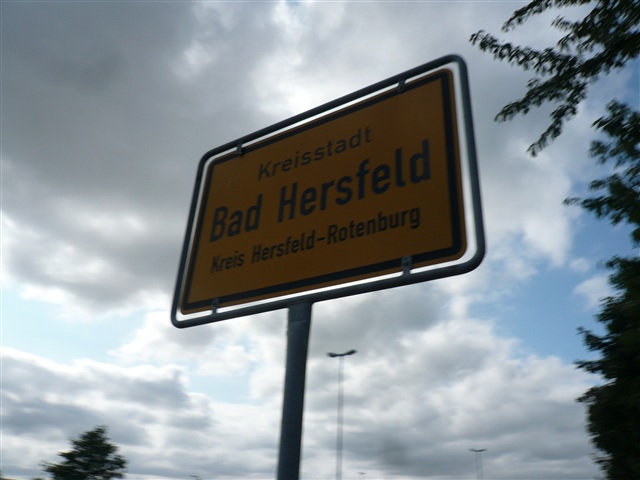 Kreisstadt
Bad Hersfeld
Kreis Hersfeld-Rotenburg